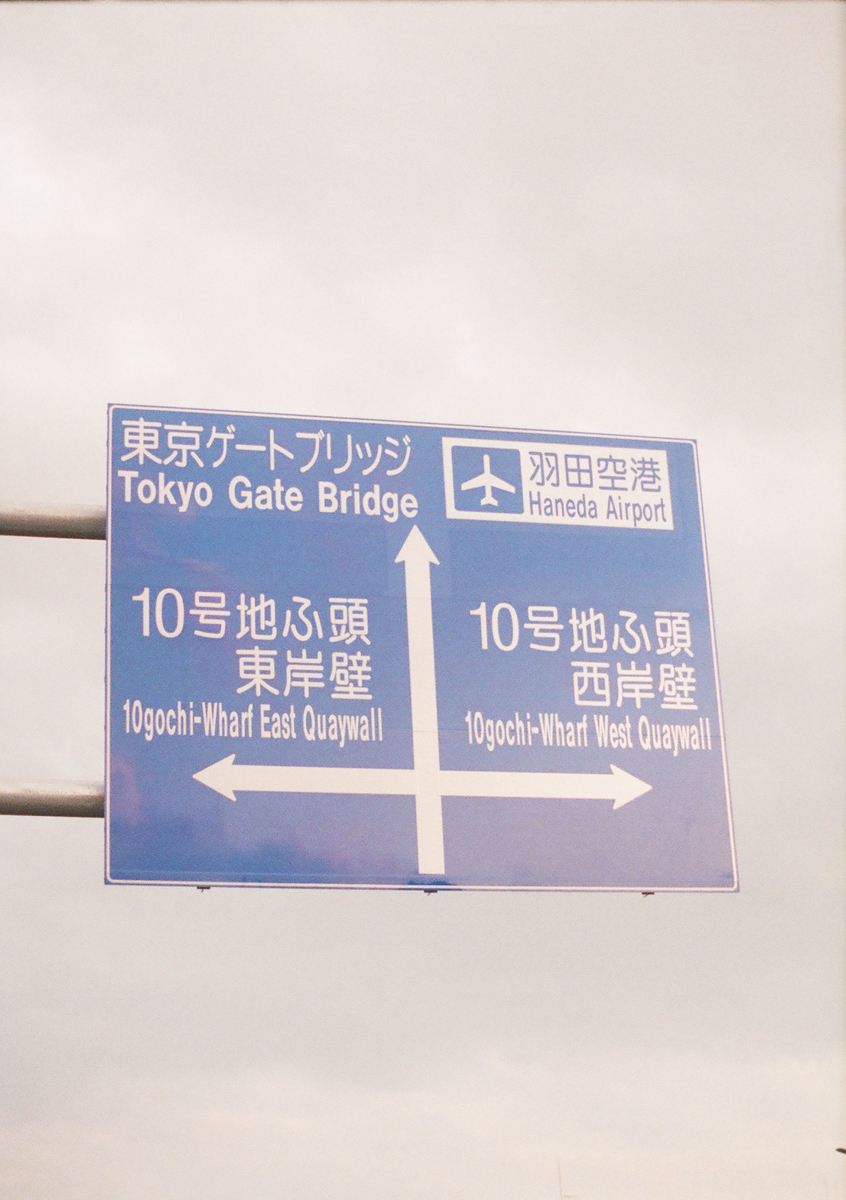 東京ゲートブリッジ
Tokyo Gate Bridge
羽田空港
Haneda Airport
10号地ふ頭
東岸壁
10gochi-Wharf East Quaywall
10号地ふ頭
西岸壁
10gochi-Wharf West Quaywall